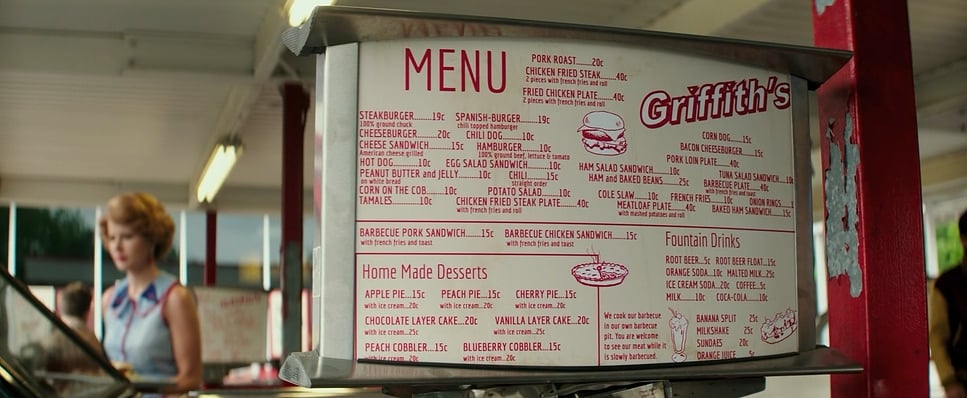 MENU
PORK ROAST.........20c
CHICKEN FRIED STEAK.........40c
2 pieces with french fries and roll
FRIED CHICKEN PLATE.........40c
2 pieces with french fries and roll
Griffith's
STEAKBURGER.........19c
100% ground chuck
CHEESEBURGER.........20c
CHEESE SANDWICH.........15c
American cheese grilled
HOT DOG.........10c
PEANUT BUTTER and JELLY.........10c
on white bread
CORN ON THE COB.........10c
TAMALES.........10c
SPANISH-BURGER.........19c
chili topped hamburger
CHILI DOG.........10c
HAMBURGER.........10c
100% ground beef, lettuce & tomato
EGG SALAD SANDWICH.........10c
CHILI.........15c
straight order
POTATO SALAD.........10c
CHICKEN FRIED STEAK PLATE.........40c
with french fries and roll
HAM SALAD SANDWICH.........10c
HAM and BAKED BEANS.........25c
COLE SLAW.........10c
FRENCH FRIES.........10c
ONION RINGS.........1
MEATLOAF PLATE.........40c
with mashed potatoes and roll
BAKED HAM SANDWICH.........15c
CORN DOG.........15c
BACON CHEESEBURGER.........15c
PORK LOIN PLATE.........40c
TUNA SALAD SANDWICH.........10c
BARBECUE PLATE.........40c
with french fries and toast
BARBECUE PORK SANDWICH.........15c
with french fries and toast
BARBECUE CHICKEN SANDWICH.........15c
with french fries and toast
Home Made Desserts
APPLE PIE....15c
with ice cream..20c
PEACH PIE....15c
with ice cream..20c
CHERRY PIE....15c
with ice cream..20c
CHOCOLATE LAYER CAKE...20c
with ice cream...25c
VANILLA LAYER CAKE...20c
with ice cream...25c
PEACH COBBLER...15c
with ice cream...20c
BLUEBERRY COBBLER...15c
with ice cream...20c
We cook our barbecue
in our own barbecue
pit. You are welcome
to see our meat while it
is slowly barbecued.
Fountain Drinks
ROOT BEER...5c ROOT BEER FLOAT...15c
ORANGE SODA...10c MALTED MILK...25c
ICE CREAM SODA...20c COFFEE...5c
MILK.........10c COCA-COLA.........10c
BANANA SPLIT 25c
MILKSHAKE 25c
SUNDAES 20c
ORANGE JUICE 5c